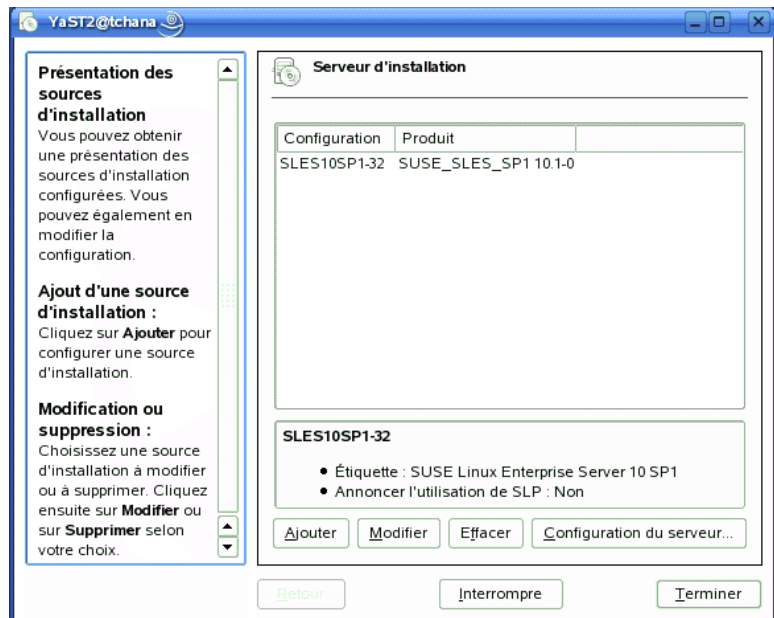 YaST2@tchana
Présentation des
sources
d'installation
Vous pouvez obtenir
une présentation des
sources d'installation
configurées. Vous
pouvez également en
modifier la
configuration.
Ajout d'une source
d'installation :
Cliquez sur Ajouter pour
configurer une source
d'installation.
Modification ou
suppression :
Choisissez une source
d'installation à modifier
ou à supprimer. Cliquez
ensuite sur Modifier ou
sur Supprimer selon
votre choix.
Serveur d'installation
Configuration Produit
SLES10SP1-32 SUSE_SLES_SP1 10.1-0
SLES10SP1-32
• Étiquette : SUSE Linux Enterprise Server 10 SP1
• Annoncer l'utilisation de SLP : Non
Ajouter Modifier Effacer Configuration du serveur...
Retour Interrompre Terminer